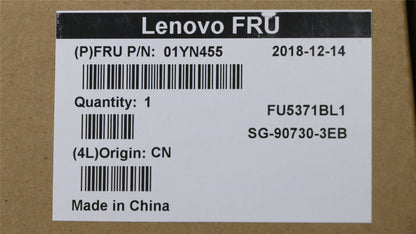 Lenovo FRU
(P)FRU P/N: 01YN455 2018-12-14
Quantity: 1
FU5371BL1
SG-90730-3EB
(4L)Origin: CN
Made in China